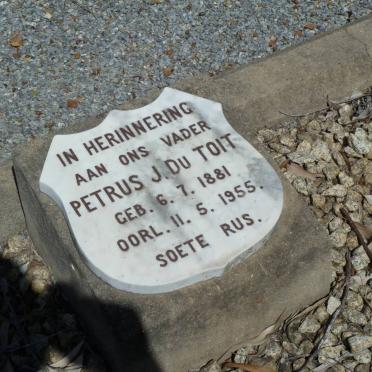 IN HERINNERING
AAN ONS VADER
PETRUS J. DU TOIT
GEB. 6. 7. 1881
OORL. 11. 5. 1955.
SOETE RUS.